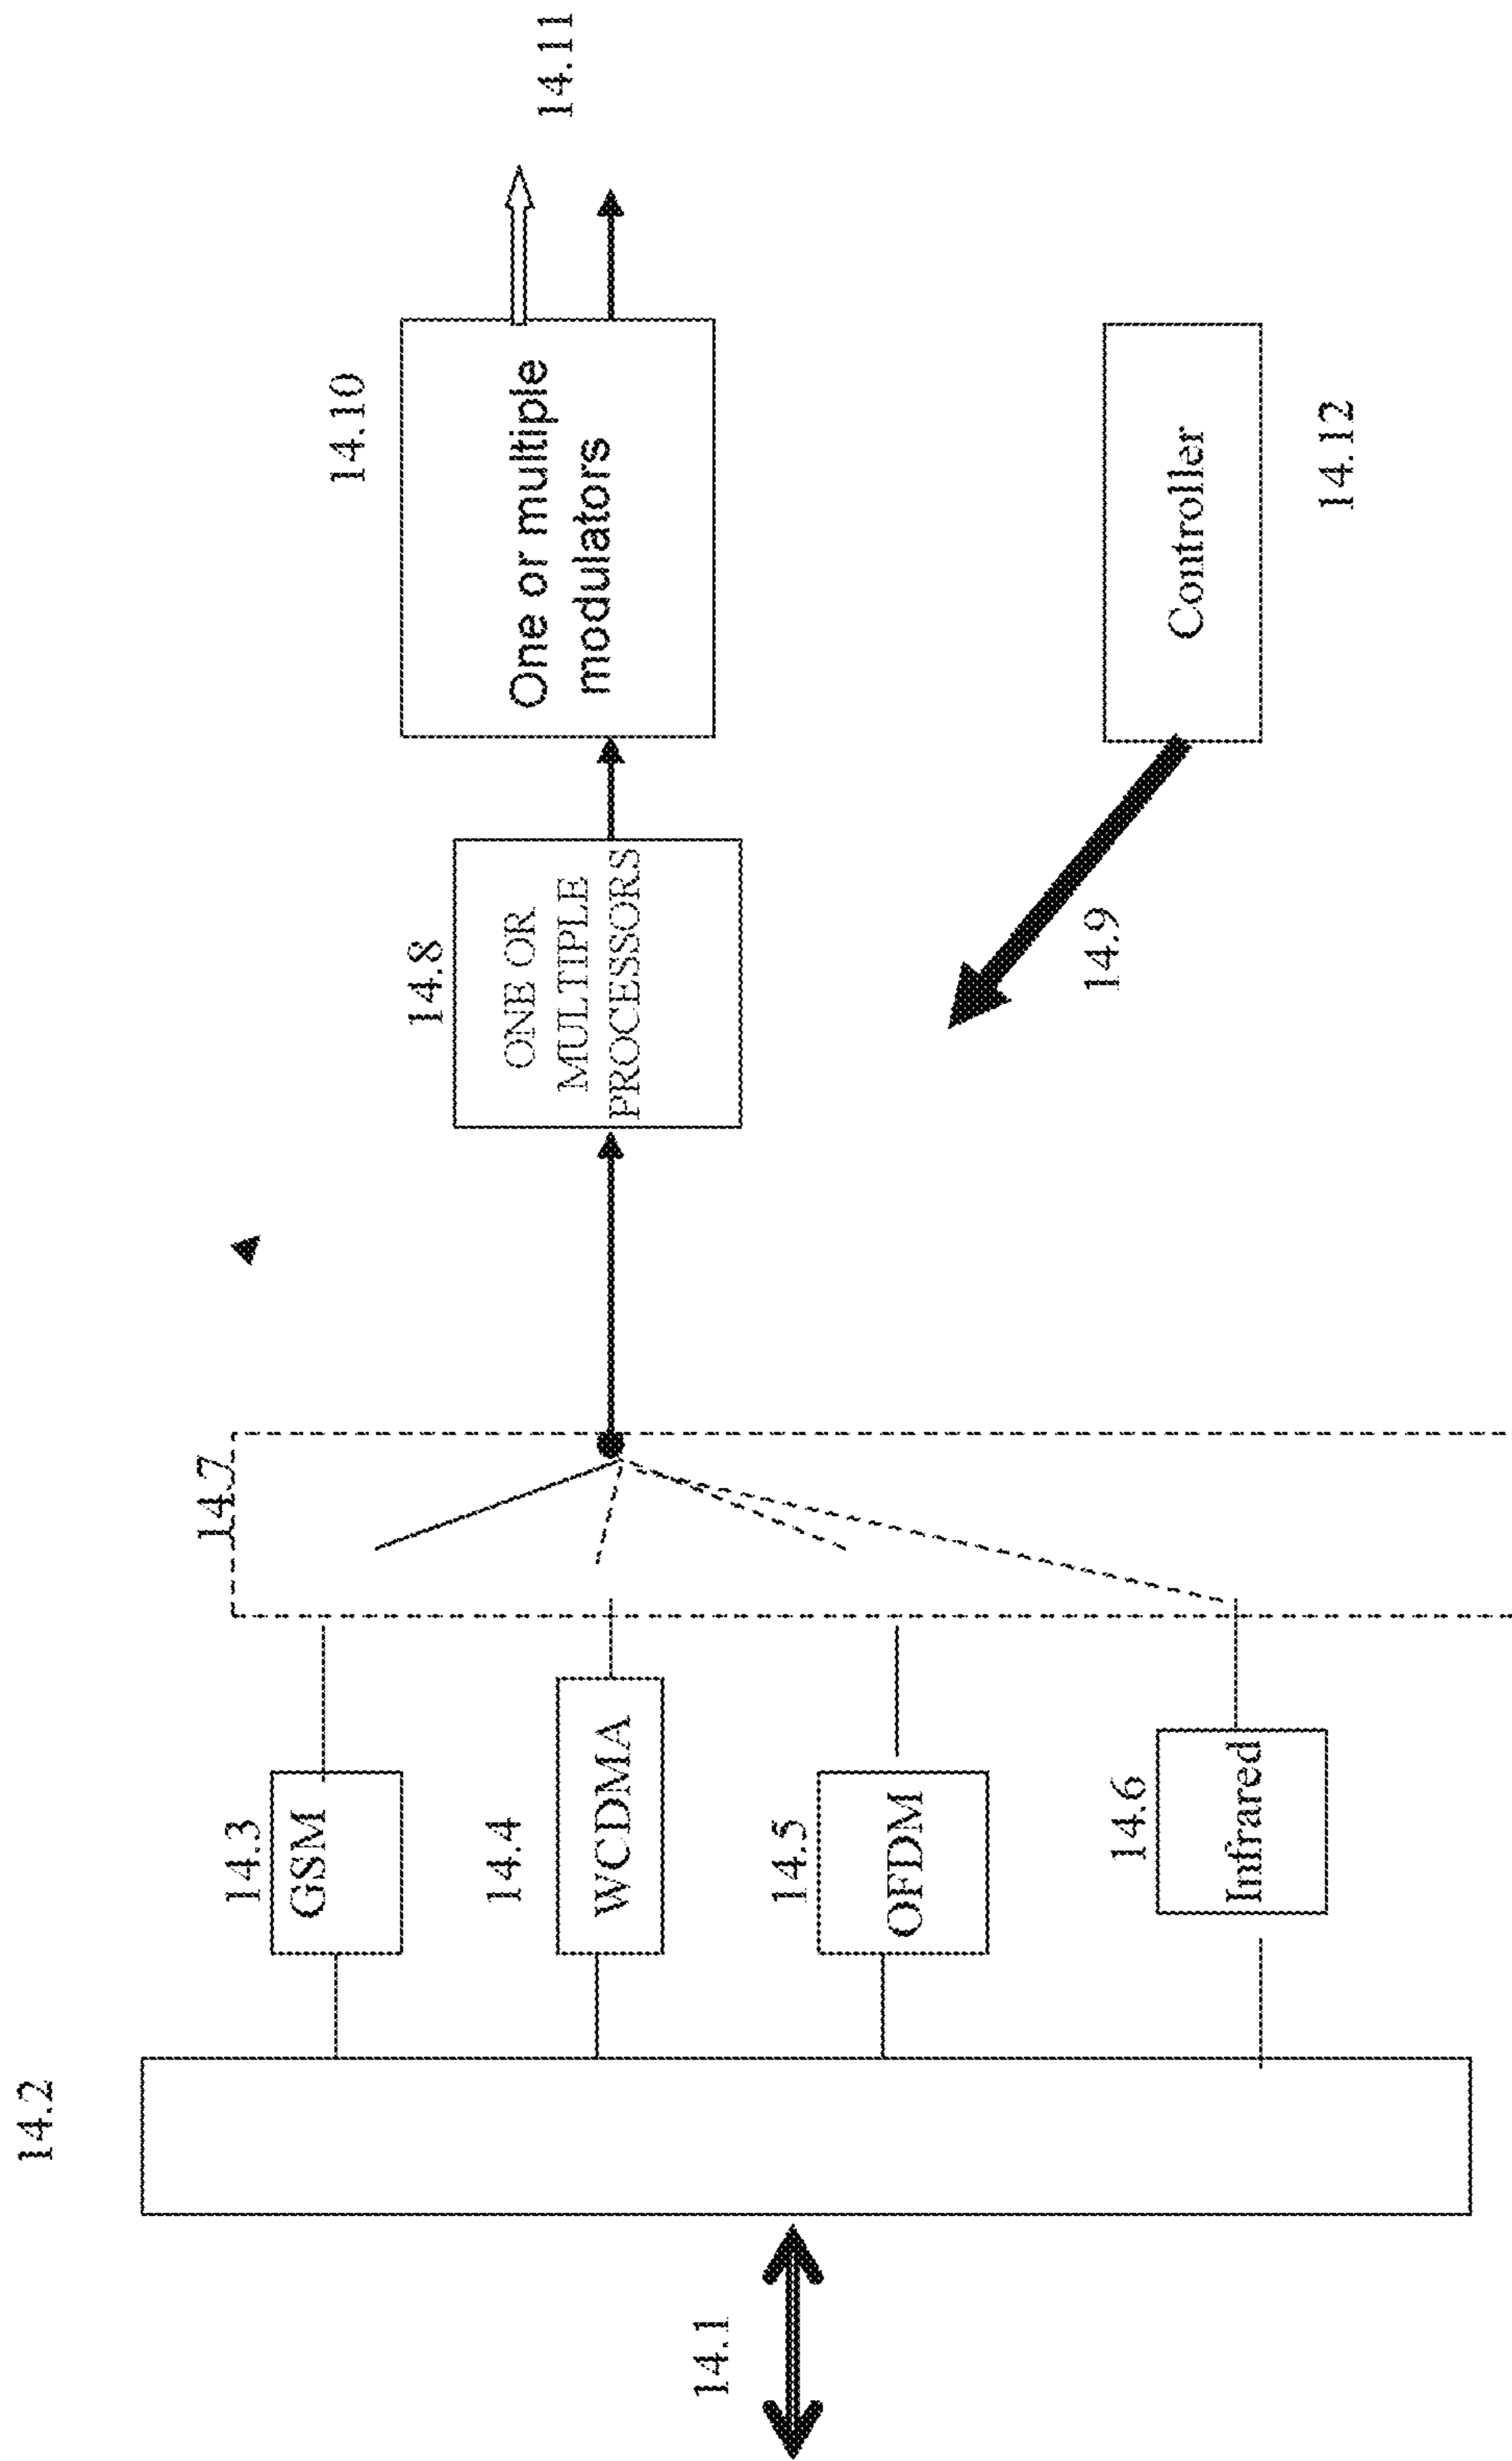 14.1
14.2
14.3
GSM
14.4
WCDMA
14.5
OFDM
14.6
Infrared
14.7
14.8
ONE OR
MULTIPLE
PROCESSORS
14.9
14.10
One or multiple
modulators
14.11
Controller
14.12